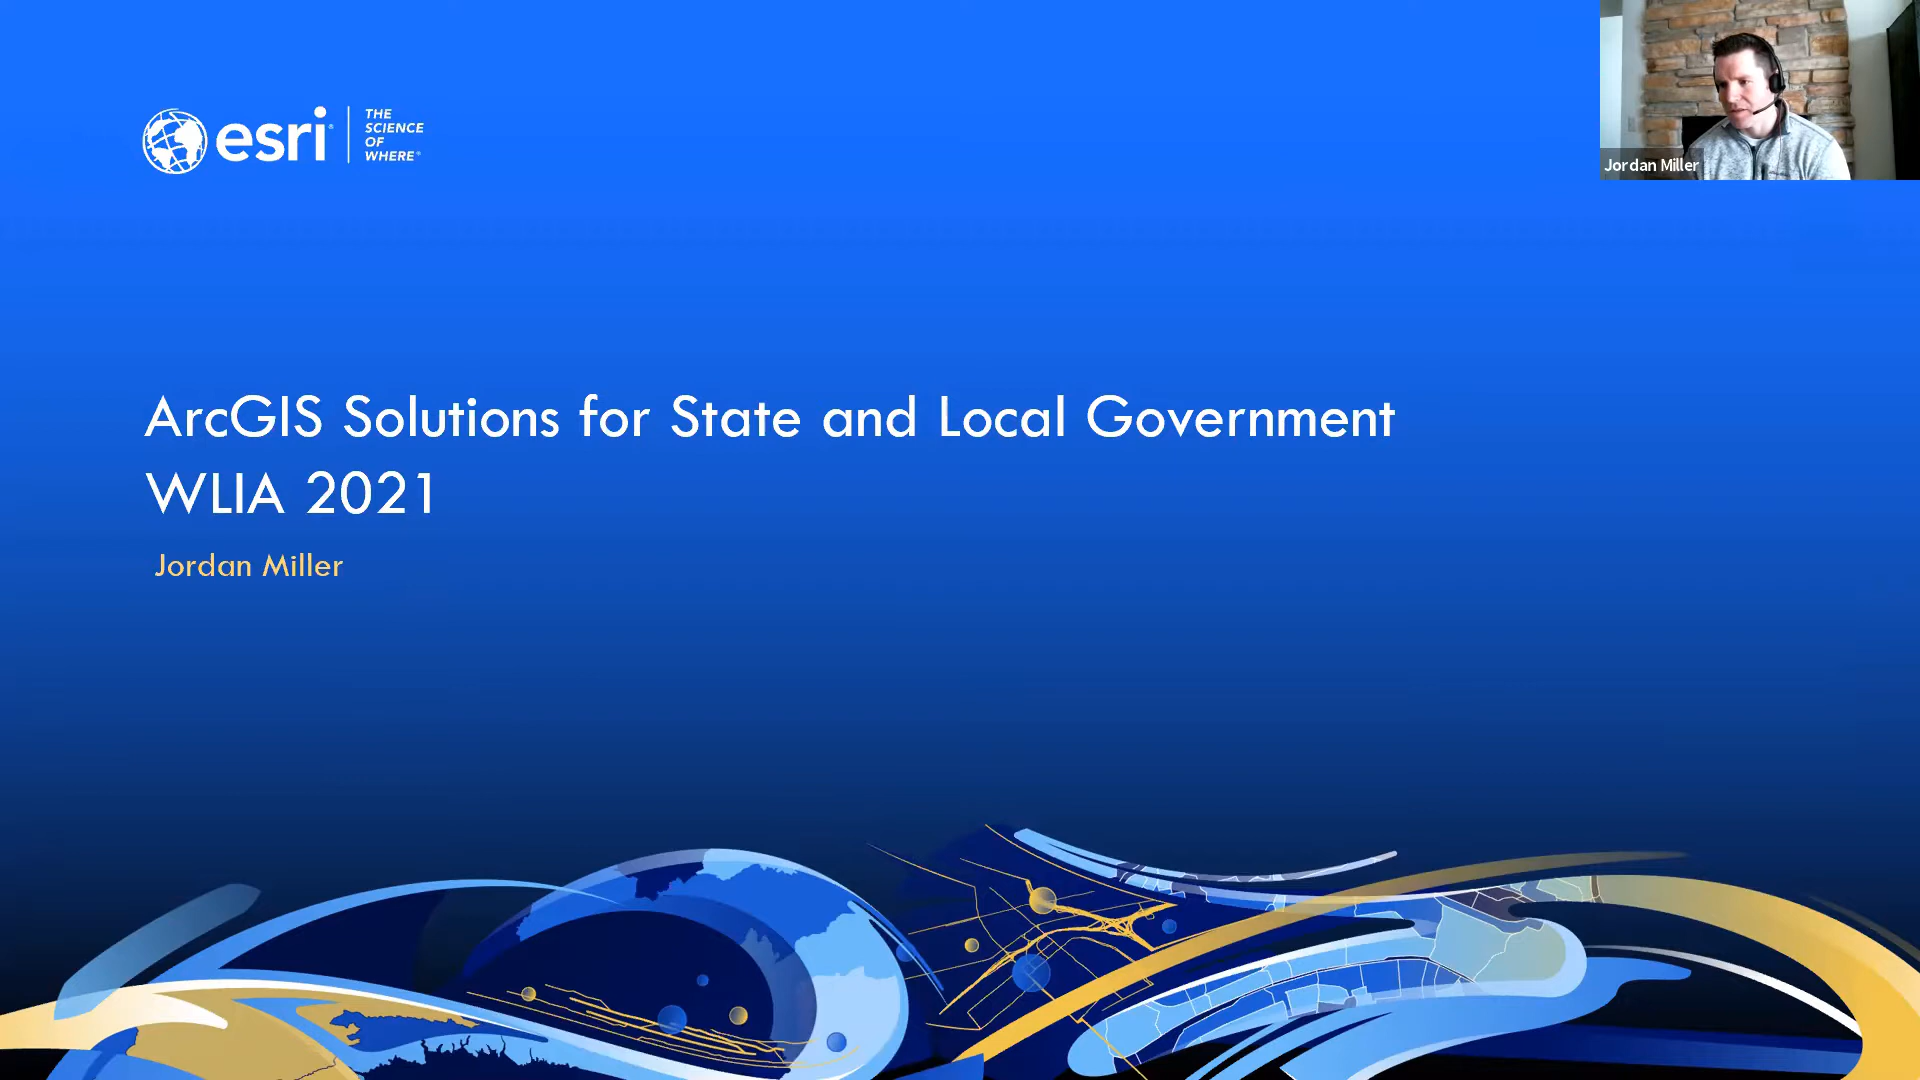 esri
THE
SCIENCE
OF
WHERE®
Jordan Miller
ArcGIS Solutions for State and Local Government
WLIA 2021
Jordan Miller